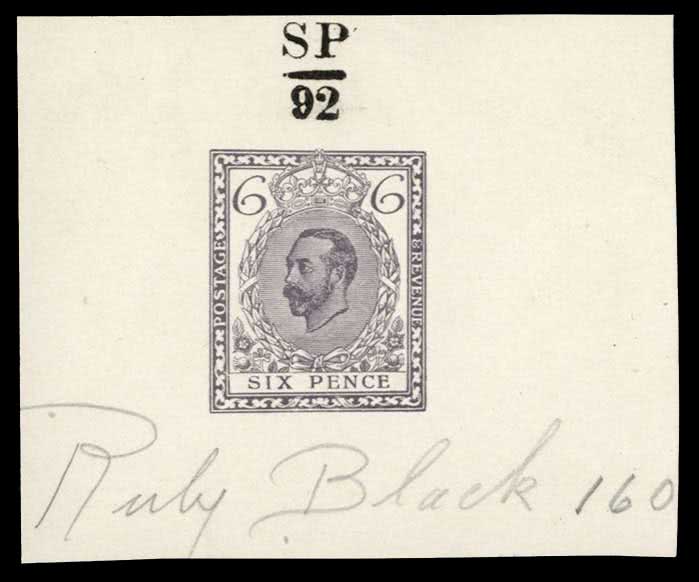 SP
92
6 6
POSTAGE
& REVENUE
SIX PENCE
Ruby Black 160